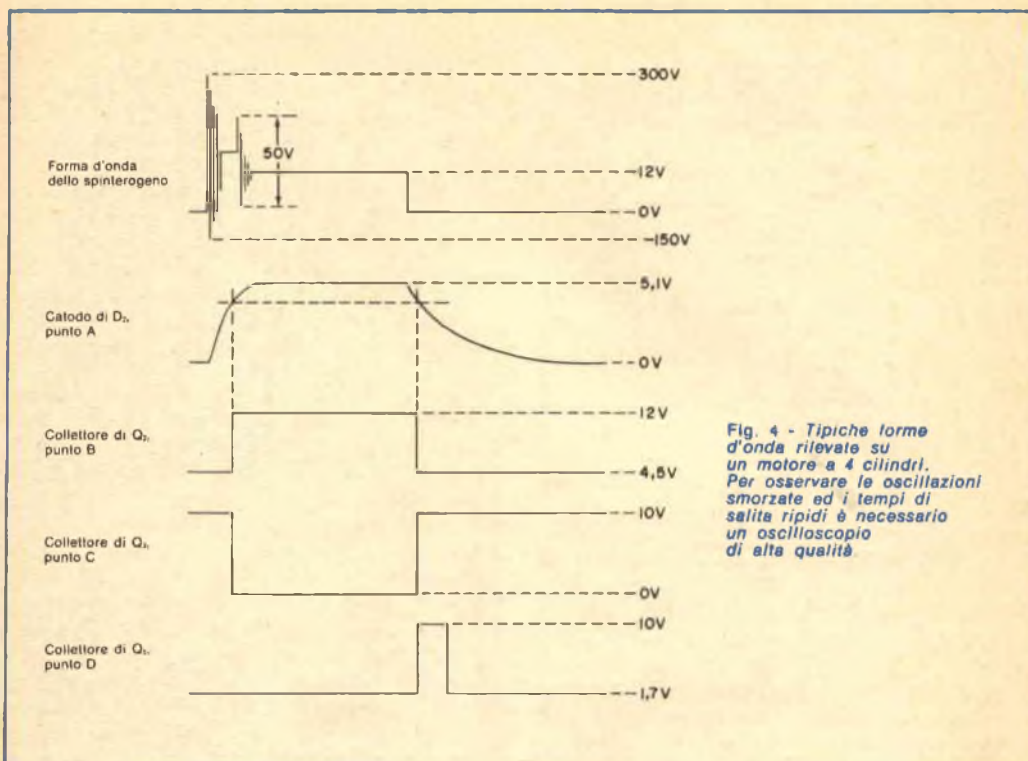 300V
50V
Forma d'onda
dello spinterogeno
12V
0V
-150V
5,1V
Catodo di D₂,
punto A
0V
12V
Collettore di Q₂,
punto B
4,5V
10V
Collettore di Q₃,
punto C
0V
10V
Collettore di Q₅,
punto D
1,7V
Fig. 4 - Tipiche forme
d'onda rilevate su
un motore a 4 cilindri.
Per osservare le oscillazioni
smorzate ed i tempi di
salita ripidi è necessario
un oscilloscopio
di alta qualità